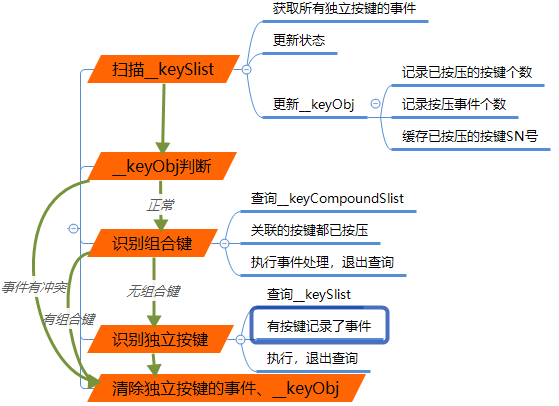 获取所有独立按键的事件
更新状态
扫描__keySlist
更新__keyObj
记录已按压的按键个数
记录按压事件个数
缓存已按压的按键SN号
__keyObj判断
正常
查询__keyCompoundSlist
关联的按键都已按压
执行事件处理，退出查询
识别组合键
事件有冲突
有组合键
无组合键
查询__keySlist
有按键记录了事件
执行，退出查询
识别独立按键
清除独立按键的事件、__keyObj